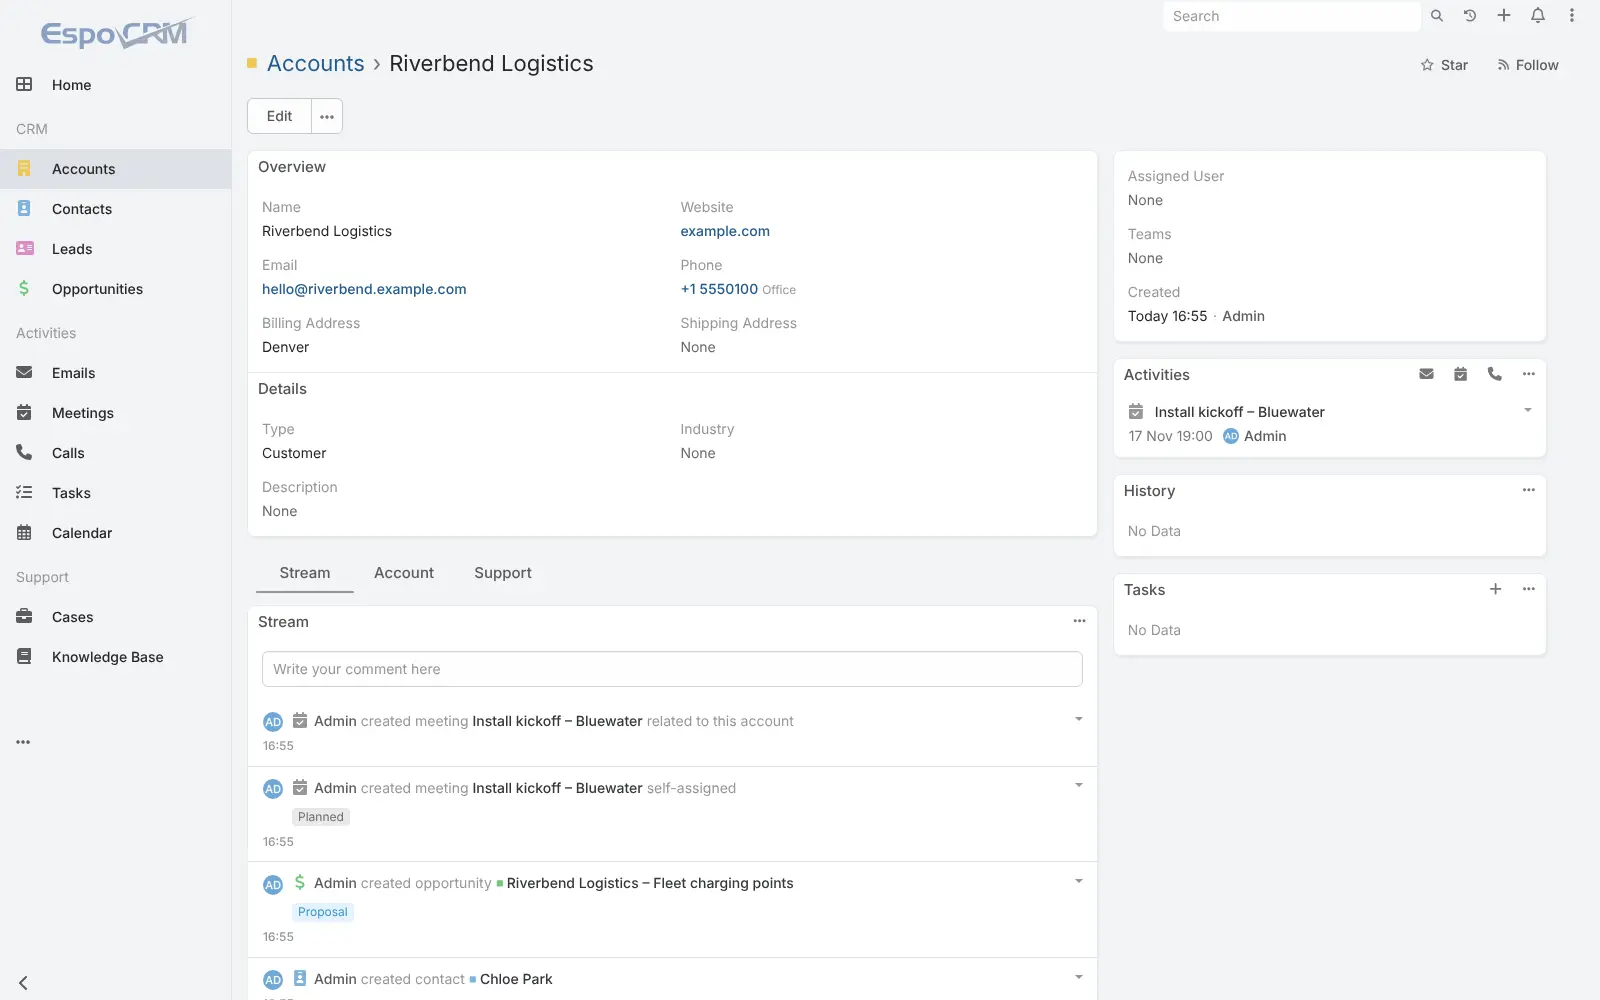 EspoCRM
Search
Home
CRM
Accounts
Contacts
Leads
Opportunities
Activities
Emails
Meetings
Calls
Tasks
Calendar
Support
Cases
Knowledge Base
Accounts › Riverbend Logistics
Star
Follow
Edit
Overview
Name
Riverbend Logistics
Website
example.com
Email
hello@riverbend.example.com
Phone
+1 5550100 Office
Billing Address
Denver
Shipping Address
None
Details
Type
Customer
Industry
None
Description
None
Stream
Account
Support
Stream
Write your comment here
AD Admin created meeting Install kickoff – Bluewater related to this account
16:55
AD Admin created meeting Install kickoff – Bluewater self-assigned
Planned
16:55
AD Admin created opportunity Riverbend Logistics – Fleet charging points
Proposal
16:55
AD Admin created contact Chloe Park
Assigned User
None
Teams
None
Created
Today 16:55 · Admin
Activities
Install kickoff – Bluewater
17 Nov 19:00 AD Admin
History
No Data
Tasks
No Data